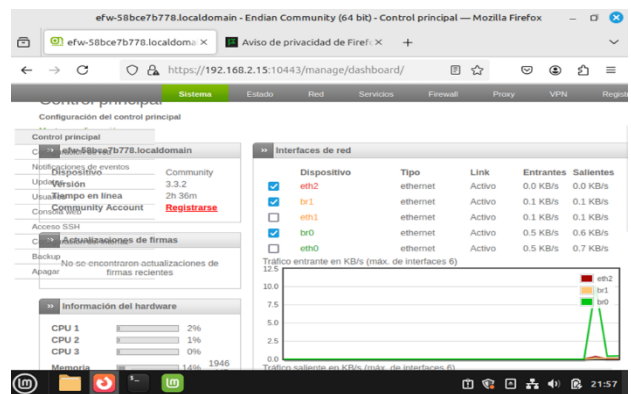 efw-58bce7b778.localdomain - Endian Community (64 bit) - Control principal — Mozilla Firefox
efw-58bce7b778.localdoma
Aviso de privacidad de Firef
https://192.168.2.15:10443/manage/dashboard/
Sistema Estado Red Servicios Firewall Proxy VPN Regist
Control principal
Configuración del control principal
Control principal
efw-58bce7b778.localdomain
Notificaciones de eventos
Dispositivo Community
Versión 3.3.2
Tiempo en línea 2h 36m
Consola web
Community Account Registrarse
Acceso SSH
Actualizaciones de firmas
Backup
No se encontraron actualizaciones de
Apagar
firmas recientes
Información del hardware
CPU 1 2%
CPU 2 1%
CPU 3 0%
Memoria 14% 1946
Interfaces de red
Dispositivo Tipo Link Entrantes Salientes
eth2 ethernet Activo 0.0 KB/s 0.0 KB/s
br1 ethernet Activo 0.1 KB/s 0.1 KB/s
eth1 ethernet Activo 0.1 KB/s 0.1 KB/s
br0 ethernet Activo 0.5 KB/s 0.6 KB/s
eth0 ethernet Activo 0.5 KB/s 0.7 KB/s
Tráfico entrante en KB/s (máx. de interfaces 6)
12.5
10.0
7.5
5.0
2.5
0.0
eth2
br1
br0
Tráfico saliente en KB/s (máx. de interfaces 6)
21:57